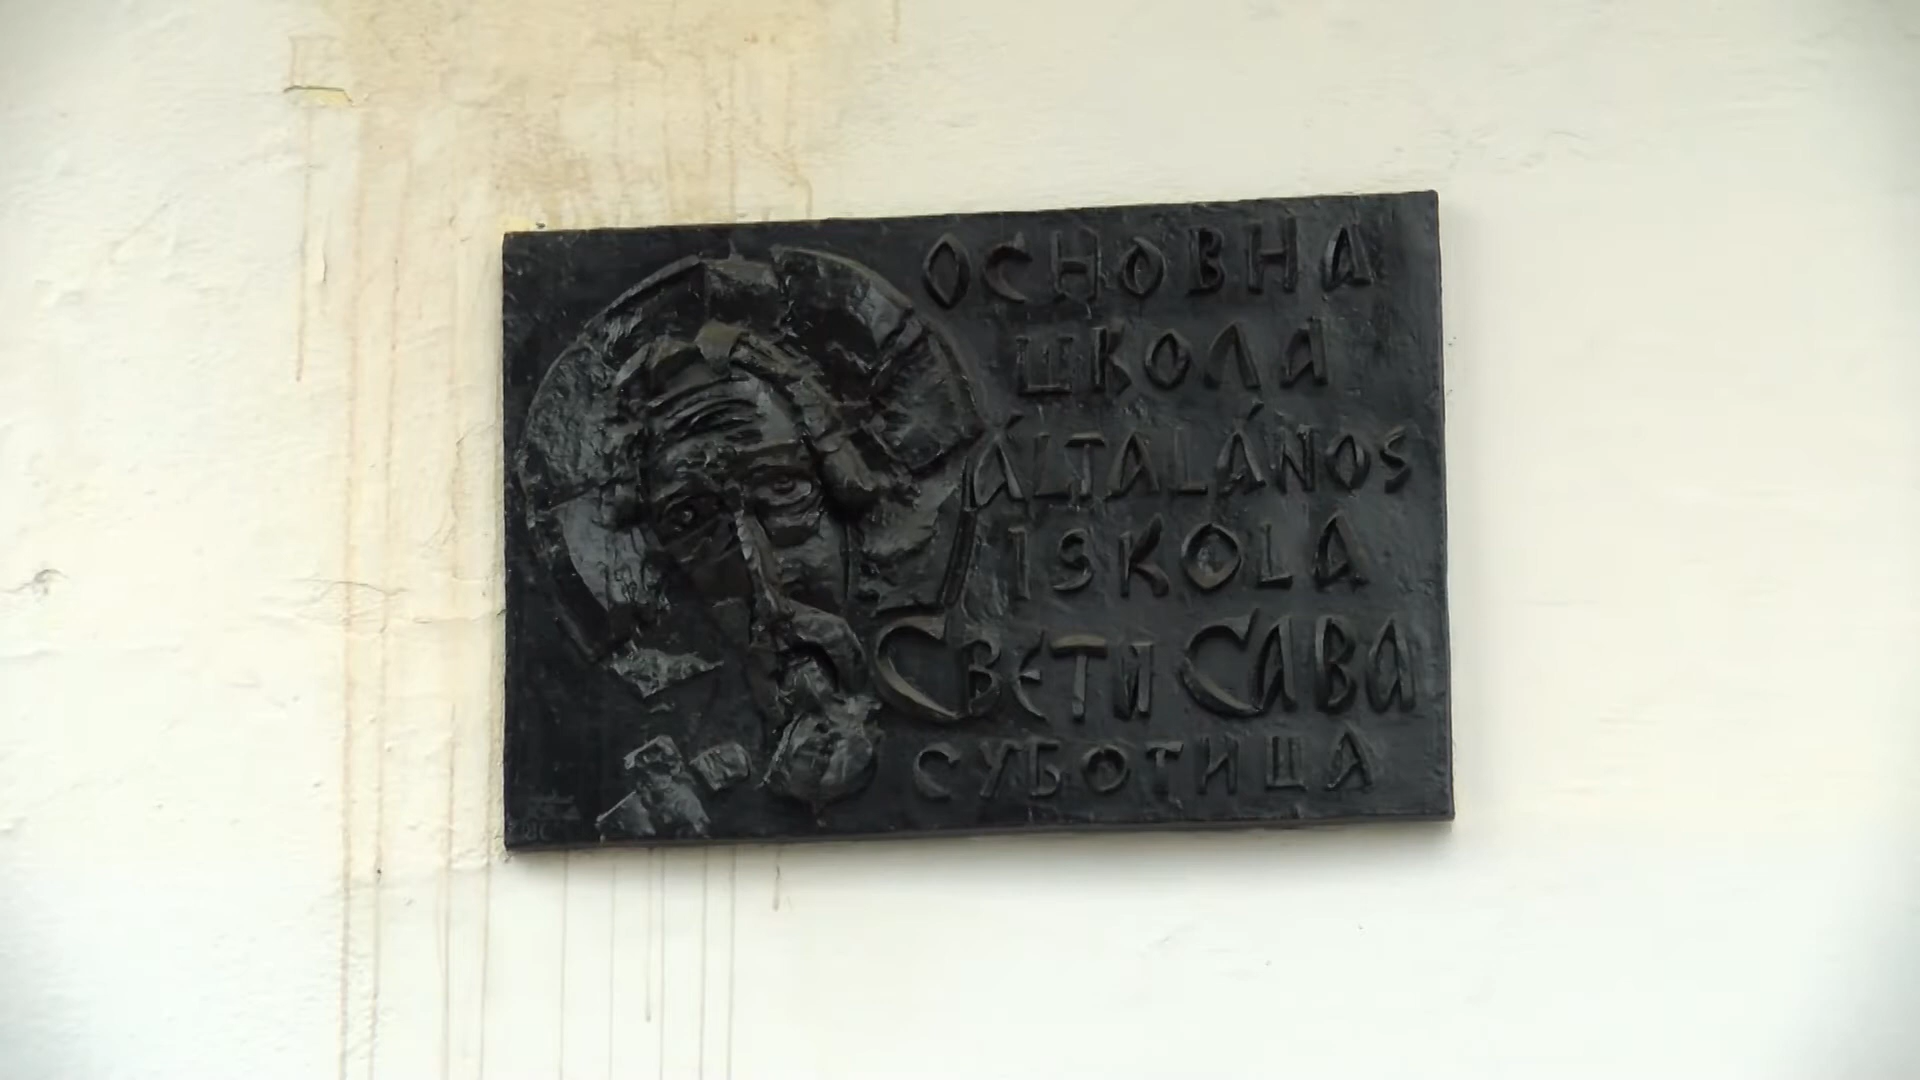 ОСНОВНА
ШКОЛА
ÁLTALÁNOS
ISKOLA
СВЕТИ САВА
СУБОТИЦА